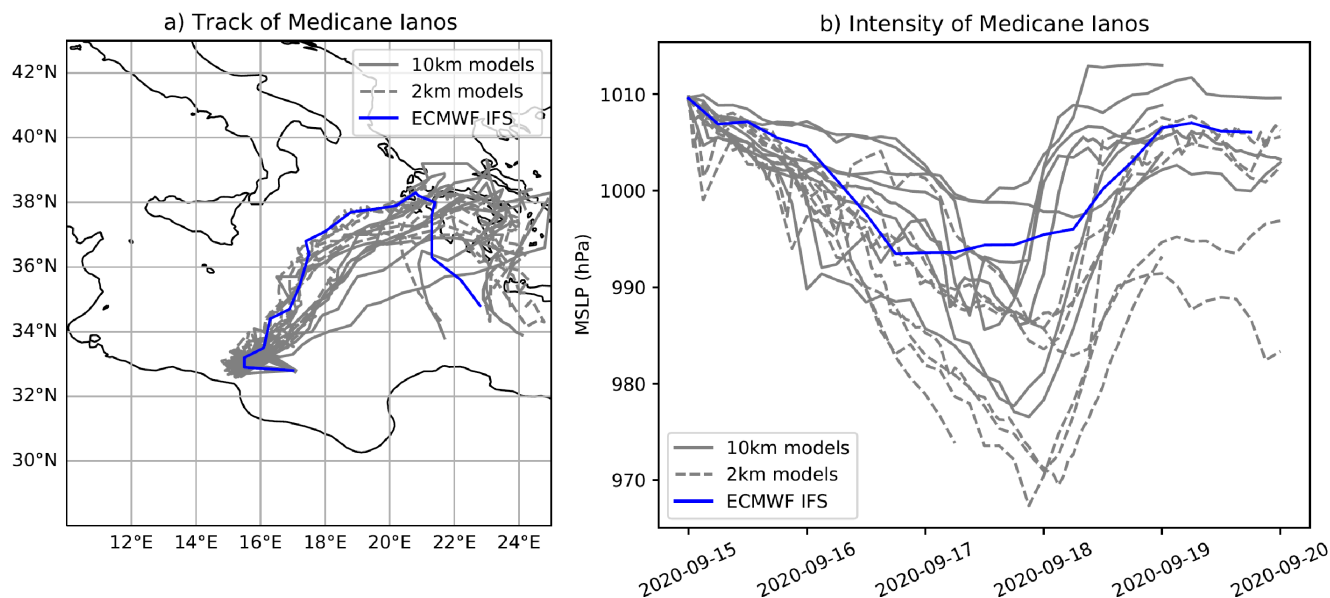 a) Track of Medicane Ianos
42°N
40°N
38°N
36°N
34°N
32°N
30°N
12°E 14°E 16°E 18°E 20°E 22°E 24°E
10km models
2km models
ECMWF IFS
b) Intensity of Medicane Ianos
MSLP (hPa)
1010
1000
990
980
970
10km models
2km models
ECMWF IFS
2020-09-15 2020-09-16 2020-09-17 2020-09-18 2020-09-19 2020-09-20